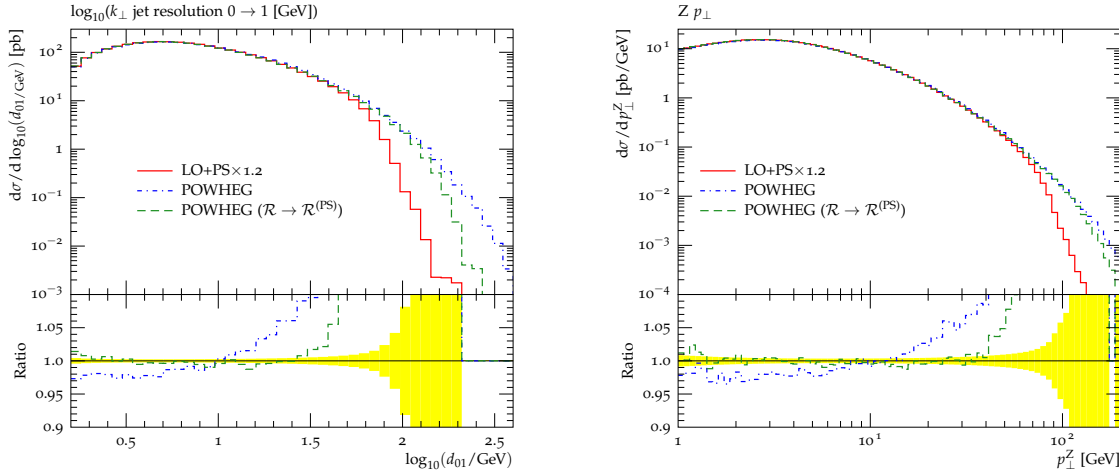 log₁₀(k⊥ jet resolution 0 → 1 [GeV])
dσ/d log₁₀(d₀₁/GeV) [pb]
10²
10¹
1
10⁻¹
10⁻²
10⁻³
LO+PS×1.2
POWHEG
POWHEG (ℛ → ℛ⁽ᴾˢ⁾)
Ratio
1.05
1.0
0.95
0.9
0.5 1 1.5 2 2.5
log₁₀(d₀₁/GeV)
Z p⊥
dσ/dp⊥ᶻ [pb/GeV]
10¹
1
10⁻¹
10⁻²
10⁻³
10⁻⁴
LO+PS×1.2
POWHEG
POWHEG (ℛ → ℛ⁽ᴾˢ⁾)
Ratio
1.05
1.0
0.95
0.9
1 10¹ 10²
p⊥ᶻ [GeV]